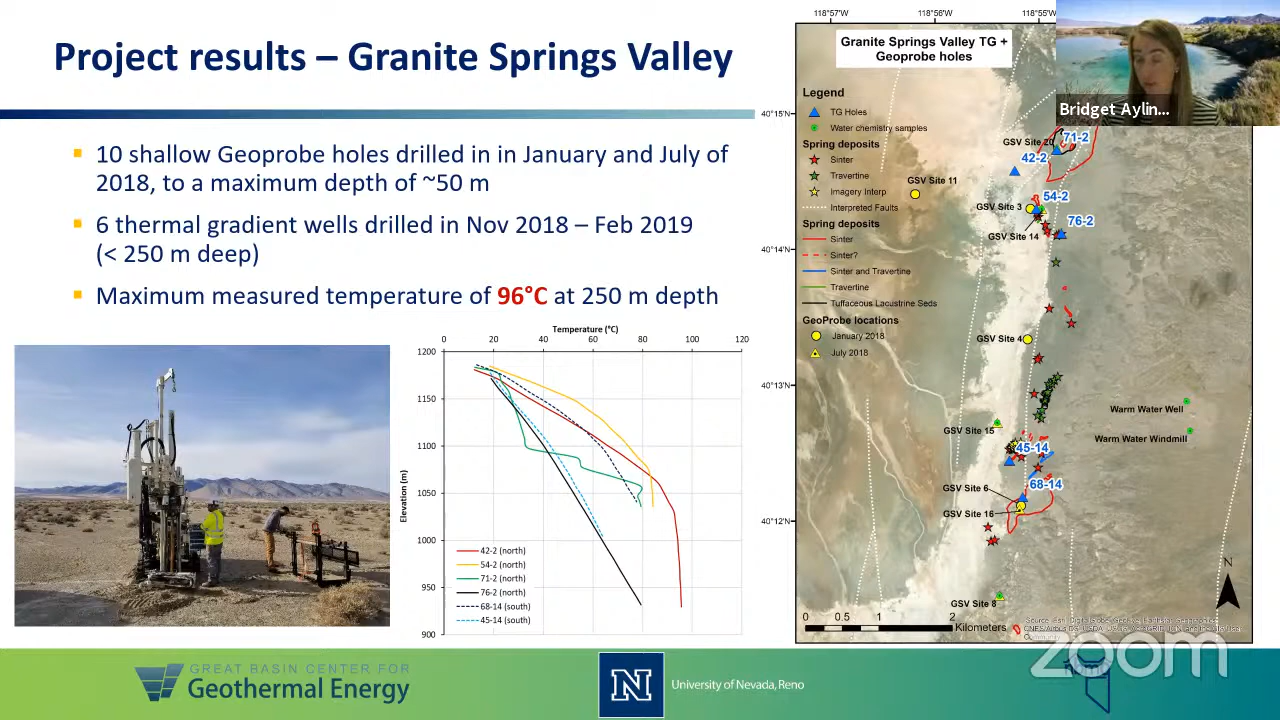 Project results – Granite Springs Valley
10 shallow Geoprobe holes drilled in in January and July of
2018, to a maximum depth of ~50 m
6 thermal gradient wells drilled in Nov 2018 – Feb 2019
(< 250 m deep)
Maximum measured temperature of 96°C at 250 m depth
Temperature (°C)
0 20 40 60 80 100 120
Elevation (m)
1200
1150
1100
1050
1000
950
900
42-2 (north)
54-2 (north)
71-2 (north)
76-2 (north)
68-14 (south)
45-14 (south)
118°57'W 118°56'W 118°55'W
Granite Springs Valley TG +
Geoprobe holes
Bridget Aylin...
40°15'N
40°14'N
40°13'N
40°12'N
Legend
TG Holes
Water chemistry samples
Spring deposits
Sinter
Travertine
Imagery Interp
Interpreted Faults
Spring deposits
Sinter
Sinter?
Sinter and Travertine
Travertine
Tuffaceous Lacustrine Seds
GeoProbe locations
January 2018
July 2018
GSV Site 20
71-2
42-2
GSV Site 11
54-2
GSV Site 3
76-2
GSV Site 14
GSV Site 4
Warm Water Well
GSV Site 15
Warm Water Windmill
45-14
68-14
GSV Site 6
GSV Site 16
N
GSV Site 8
0 0.5 1 2
Kilometers
GREAT BASIN CENTER FOR
Geothermal Energy
N
University of Nevada, Reno
zoom